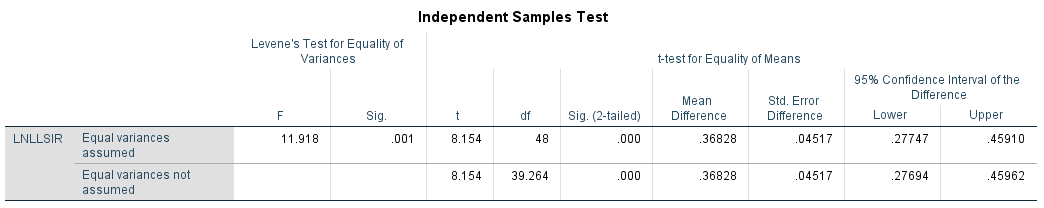 Independent Samples Test
Levene's Test for Equality of Variances
t-test for Equality of Means
95% Confidence Interval of the Difference
F Sig. t df Sig. (2-tailed) Mean Difference Std. Error Difference Lower Upper
LNLLSIR Equal variances assumed 11.918 .001 8.154 48 .000 .36828 .04517 .27747 .45910
Equal variances not assumed 8.154 39.264 .000 .36828 .04517 .27694 .45962